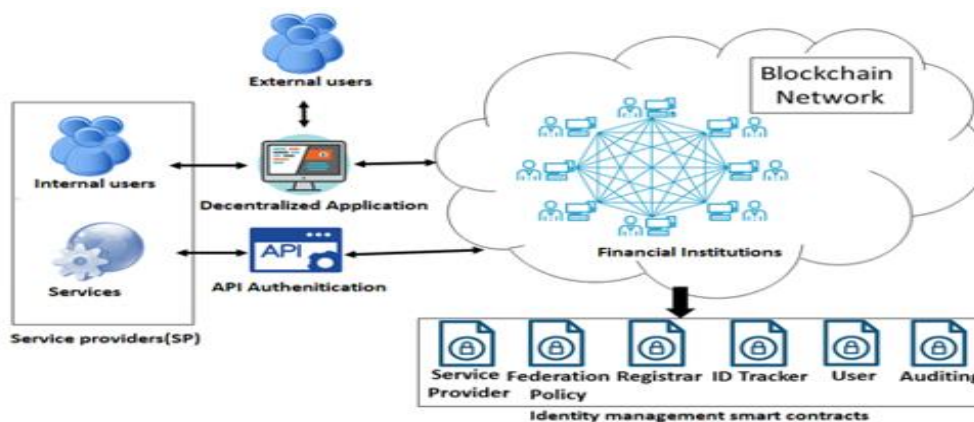 External users
Blockchain
Network
Internal users
Decentralized Application
Financial Institutions
API
Services
API Authenitication
Service providers(SP)
Service
Provider
Federation
Policy
Registrar
ID Tracker
User
Auditing
Identity management smart contracts